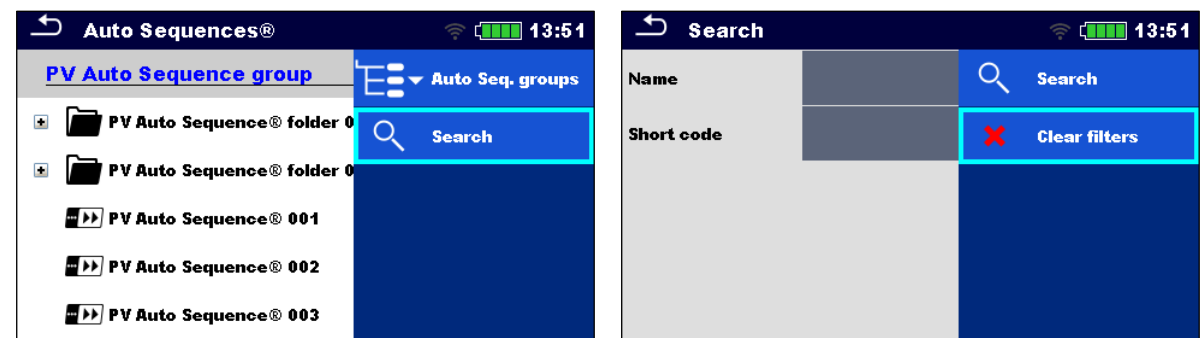 Auto Sequences® 13:51
PV Auto Sequence group
Auto Seq. groups
PV Auto Sequence® folder 0
Search
PV Auto Sequence® folder 0
PV Auto Sequence® 001
PV Auto Sequence® 002
PV Auto Sequence® 003
Search 13:51
Name
Search
Short code
Clear filters